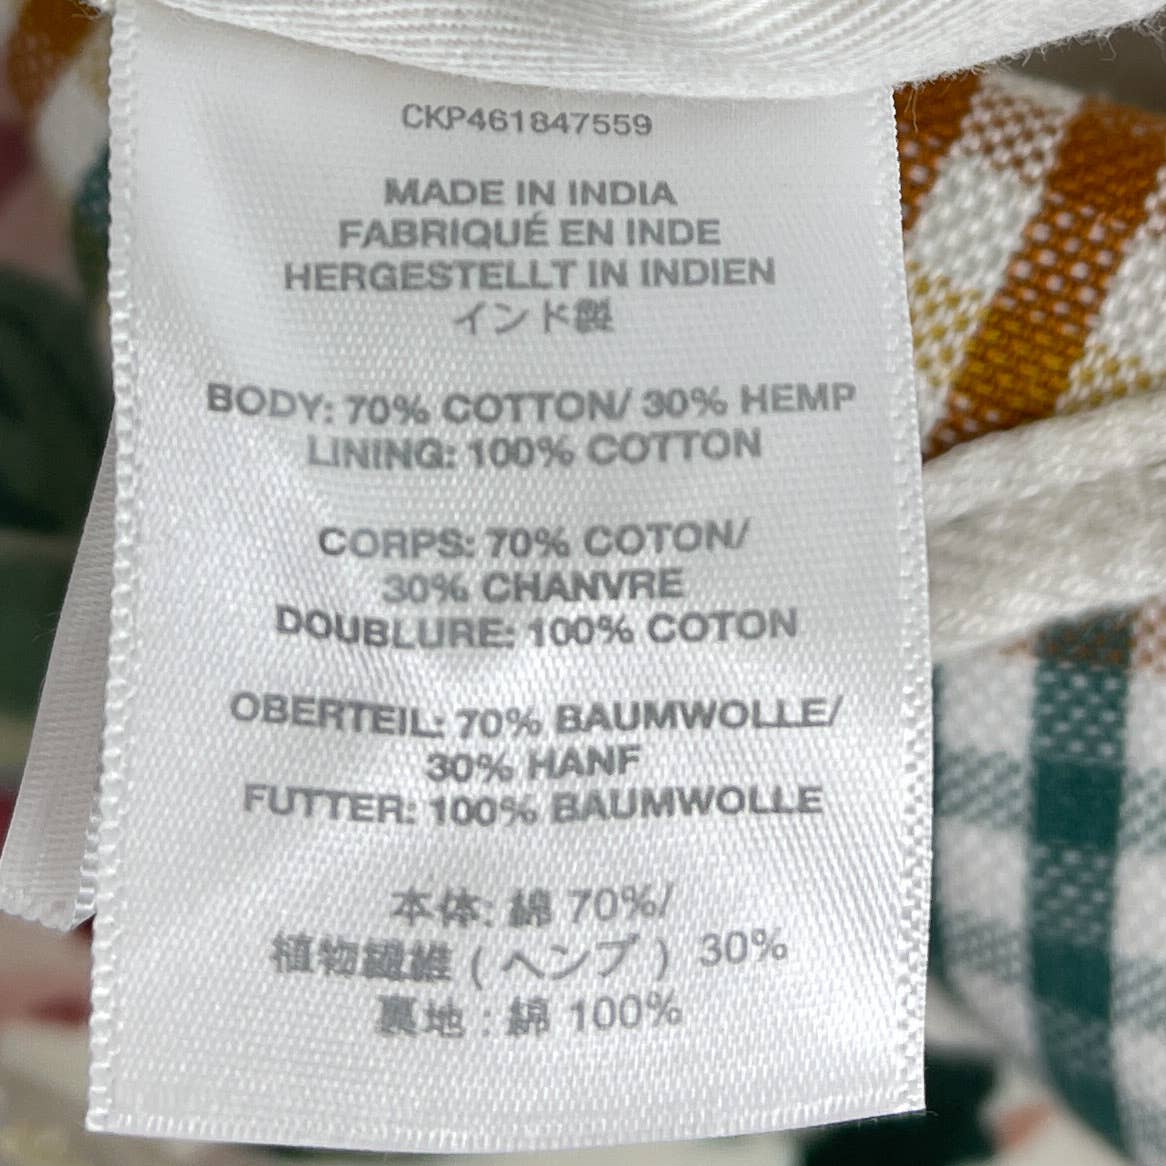 CKP461847559
MADE IN INDIA
FABRIQUÉ EN INDE
HERGESTELLT IN INDIEN
インド製
BODY: 70% COTTON/ 30% HEMP
LINING: 100% COTTON
CORPS: 70% COTON/
30% CHANVRE
DOUBLURE: 100% COTON
OBERTEIL: 70% BAUMWOLLE/
30% HANF
FUTTER: 100% BAUMWOLLE
本体: 綿 70%/
植物繊維 ( ヘンプ ) 30%
裏地 : 綿 100%